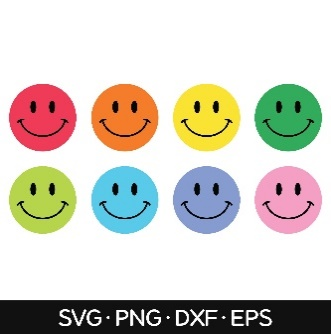 SVG · PNG · DXF · EPS